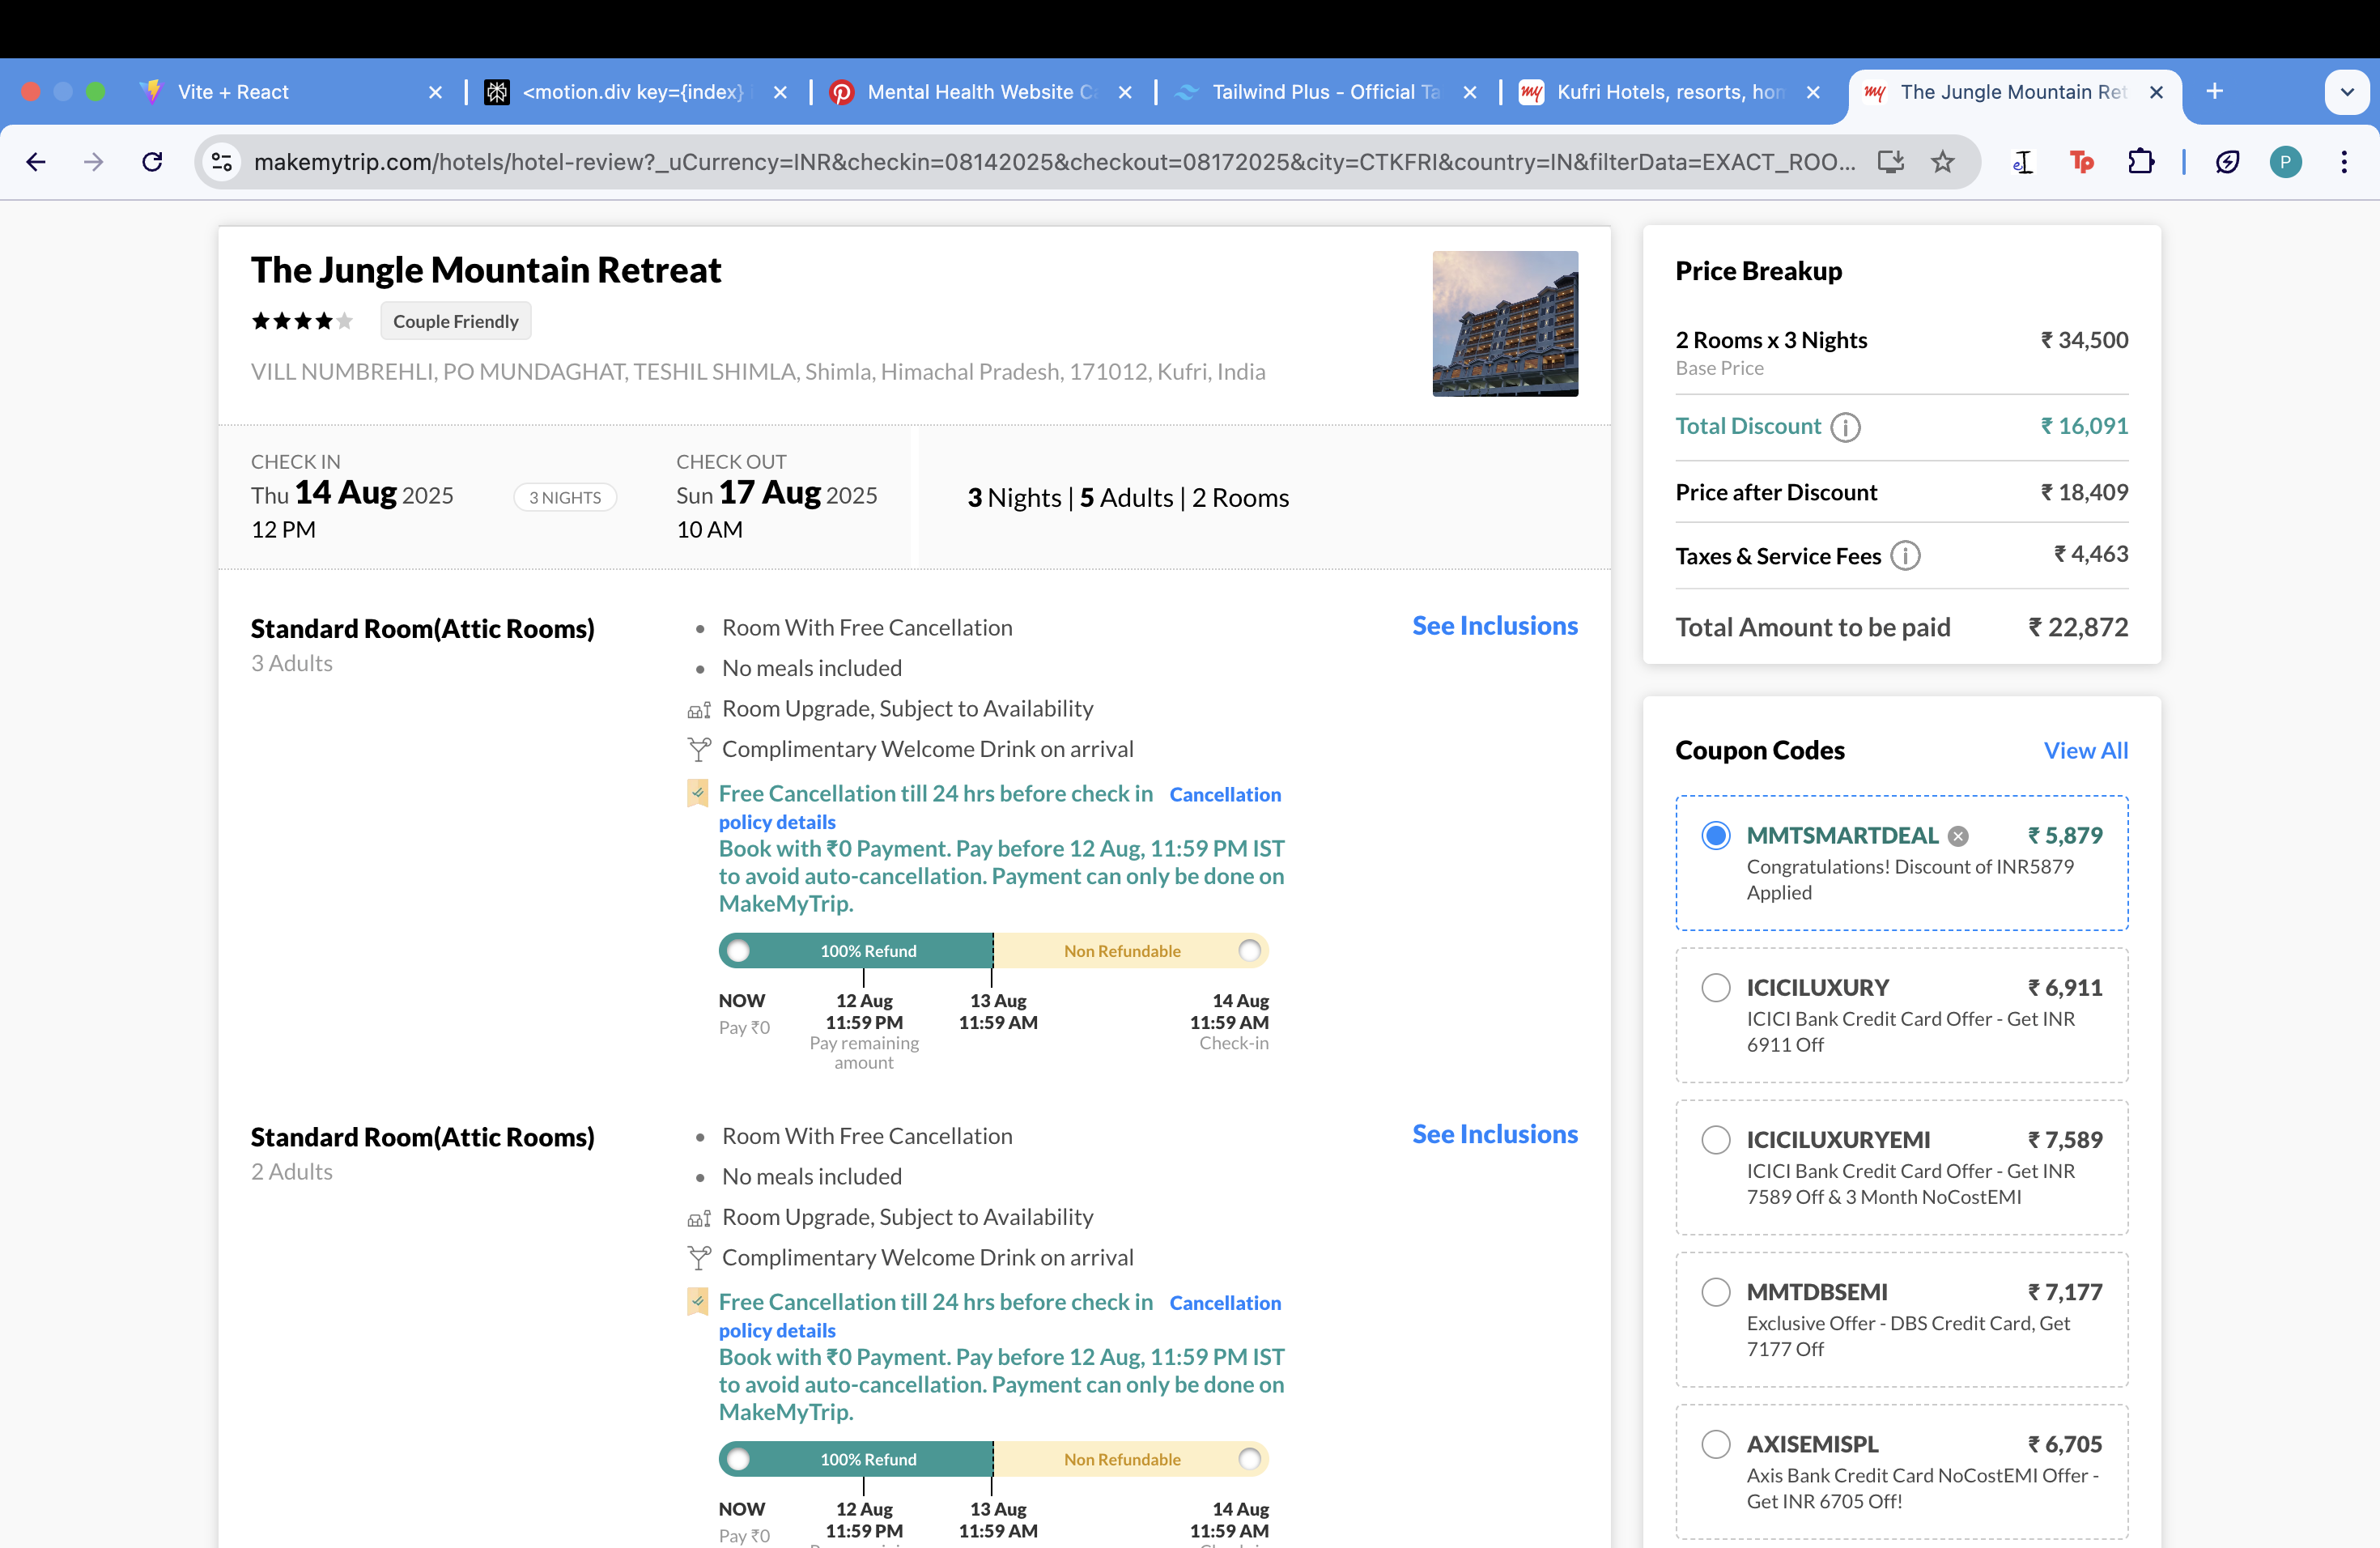 Vite + React
<motion.div key={index}
Mental Health Website Ca
Tailwind Plus - Official Ta
Kufri Hotels, resorts, hom
The Jungle Mountain Ret
makemytrip.com/hotels/hotel-review?_uCurrency=INR&checkin=08142025&checkout=08172025&city=CTKFRI&country=IN&filterData=EXACT_ROO...
Tp
P
The Jungle Mountain Retreat
Couple Friendly
VILL NUMBREHLI, PO MUNDAGHAT, TESHIL SHIMLA, Shimla, Himachal Pradesh, 171012, Kufri, India
CHECK IN
Thu 14 Aug 2025
12 PM
3 NIGHTS
CHECK OUT
Sun 17 Aug 2025
10 AM
3 Nights | 5 Adults | 2 Rooms
Standard Room(Attic Rooms)
3 Adults
Room With Free Cancellation
No meals included
Room Upgrade, Subject to Availability
Complimentary Welcome Drink on arrival
Free Cancellation till 24 hrs before check in Cancellation
policy details
Book with ₹0 Payment. Pay before 12 Aug, 11:59 PM IST
to avoid auto-cancellation. Payment can only be done on
MakeMyTrip.
100% Refund
Non Refundable
NOW
Pay ₹0
12 Aug
11:59 PM
Pay remaining
amount
13 Aug
11:59 AM
14 Aug
11:59 AM
Check-in
See Inclusions
Standard Room(Attic Rooms)
2 Adults
Room With Free Cancellation
No meals included
Room Upgrade, Subject to Availability
Complimentary Welcome Drink on arrival
Free Cancellation till 24 hrs before check in Cancellation
policy details
Book with ₹0 Payment. Pay before 12 Aug, 11:59 PM IST
to avoid auto-cancellation. Payment can only be done on
MakeMyTrip.
100% Refund
Non Refundable
NOW
Pay ₹0
12 Aug
11:59 PM
13 Aug
11:59 AM
14 Aug
11:59 AM
See Inclusions
Price Breakup
2 Rooms x 3 Nights ₹ 34,500
Base Price
Total Discount ₹ 16,091
Price after Discount ₹ 18,409
Taxes & Service Fees ₹ 4,463
Total Amount to be paid ₹ 22,872
Coupon Codes View All
MMTSMARTDEAL ₹ 5,879
Congratulations! Discount of INR5879
Applied
ICICILUXURY ₹ 6,911
ICICI Bank Credit Card Offer - Get INR
6911 Off
ICICILUXURYEMI ₹ 7,589
ICICI Bank Credit Card Offer - Get INR
7589 Off & 3 Month NoCostEMI
MMTDBSEMI ₹ 7,177
Exclusive Offer - DBS Credit Card, Get
7177 Off
AXISEMISPL ₹ 6,705
Axis Bank Credit Card NoCostEMI Offer -
Get INR 6705 Off!